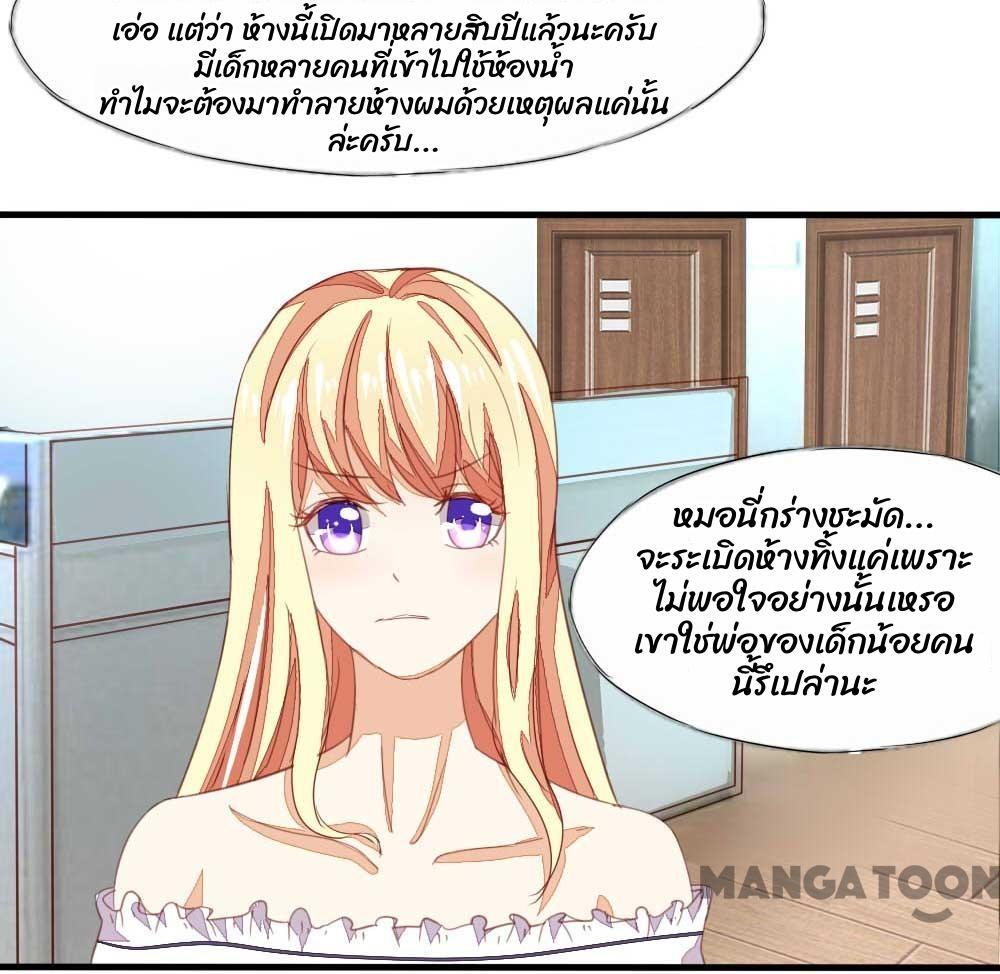 เอ่อ แต่ว่า ห้างนี้เปิดมาหลายสิบปีแล้วนะครับ
มีเด็กหลายคนที่เข้าไปใช้ห้องน้ำ
ทำไมจะต้องมาทำลายห้างผมด้วยเหตุผลแค่นั้น
ล่ะครับ...
หมอนี่กร่างชะมัด...
จะระเบิดห้างทิ้งแค่เพราะ
ไม่พอใจอย่างนั้นเหรอ
เขาใช่พ่อของเด็กน้อยคน
นี้รึเปล่านะ
MANGATOON